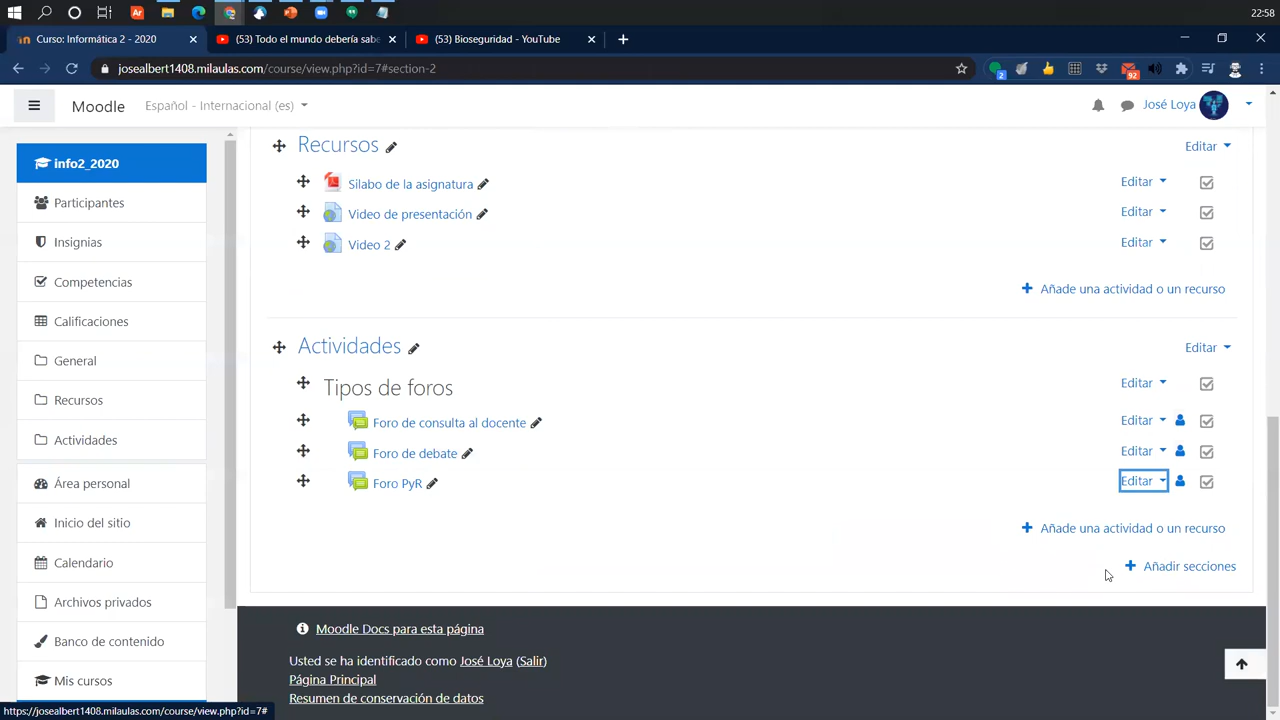 22:58
Curso: Informática 2 - 2020
(53) Todo el mundo debería sabe
(53) Bioseguridad - YouTube
josealbert1408.milaulas.com/course/view.php?id=7#section-2
2
92
Moodle
Español - Internacional (es)
José Loya
info2_2020
Participantes
Insignias
Competencias
Calificaciones
General
Recursos
Actividades
Área personal
Inicio del sitio
Calendario
Archivos privados
Banco de contenido
Mis cursos
Recursos
Editar
Silabo de la asignatura
Editar
Video de presentación
Editar
Video 2
Editar
Añade una actividad o un recurso
Actividades
Editar
Tipos de foros
Editar
Foro de consulta al docente
Editar
Foro de debate
Editar
Foro PyR
Editar
Añade una actividad o un recurso
Añadir secciones
Moodle Docs para esta página
Usted se ha identificado como José Loya (Salir)
Página Principal
Resumen de conservación de datos
https://josealbert1408.milaulas.com/course/view.php?id=7#